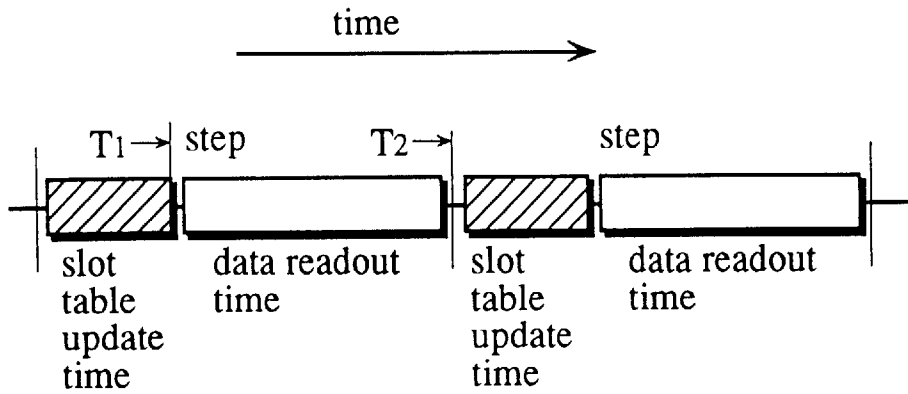 time
T1 step T2 step
slot data readout slot data readout
table time table time
update update
time time